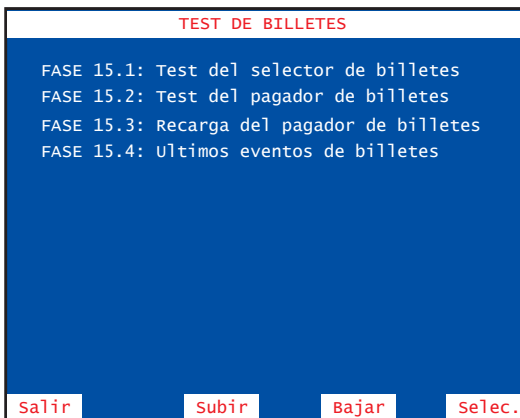 TEST DE BILLETES
FASE 15.1: Test del selector de billetes
FASE 15.2: Test del pagador de billetes
FASE 15.3: Recarga del pagador de billetes
FASE 15.4: Ultimos eventos de billetes
Salir Subir Bajar Selec.